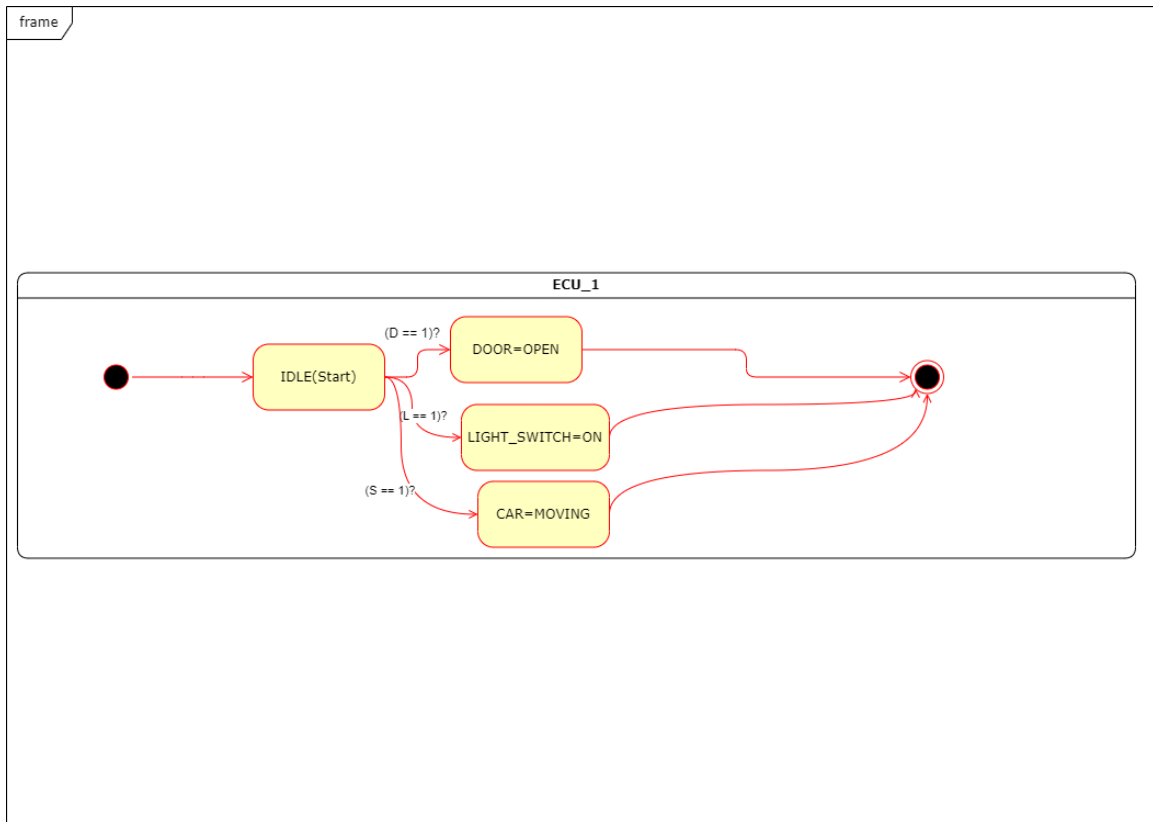 frame
ECU_1
(D == 1)?
DOOR=OPEN
IDLE(Start)
(L == 1)?
LIGHT_SWITCH=ON
(S == 1)?
CAR=MOVING